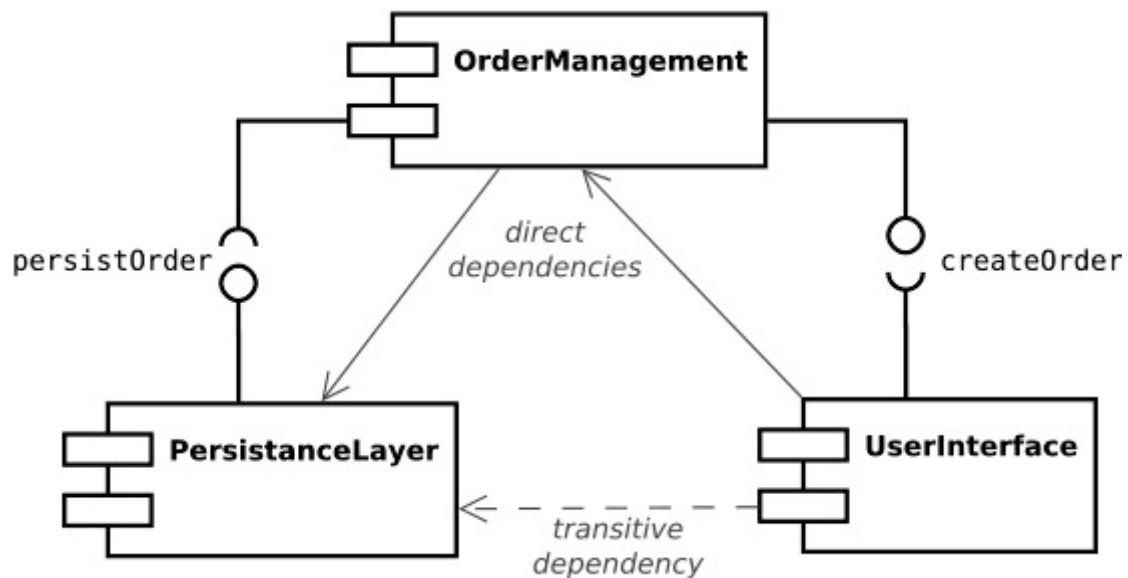 OrderManagement
direct
dependencies
persistOrder
createOrder
PersistanceLayer
UserInterface
transitive
dependency